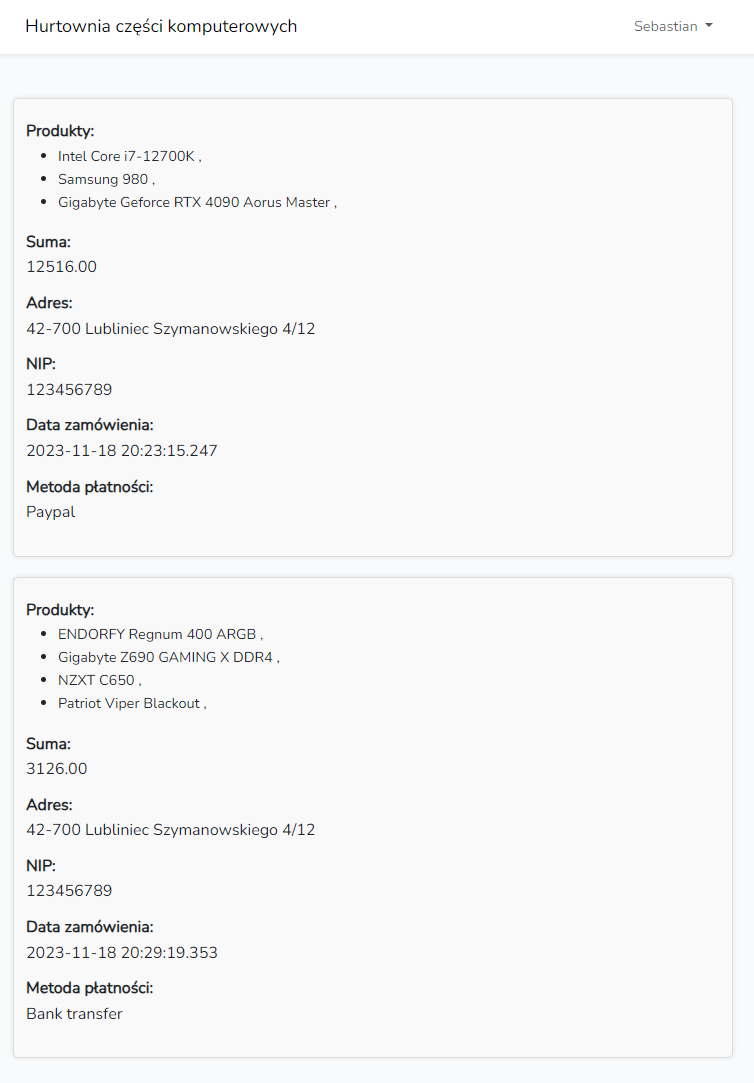 Hurtownia części komputerowych
Sebastian
Produkty:
Intel Core i7-12700K ,
Samsung 980 ,
Gigabyte Geforce RTX 4090 Aorus Master ,
Suma:
12516.00
Adres:
42-700 Lubliniec Szymanowskiego 4/12
NIP:
123456789
Data zamówienia:
2023-11-18 20:23:15.247
Metoda płatności:
Paypal
Produkty:
ENDORFY Regnum 400 ARGB ,
Gigabyte Z690 GAMING X DDR4 ,
NZXT C650 ,
Patriot Viper Blackout ,
Suma:
3126.00
Adres:
42-700 Lubliniec Szymanowskiego 4/12
NIP:
123456789
Data zamówienia:
2023-11-18 20:29:19.353
Metoda płatności:
Bank transfer